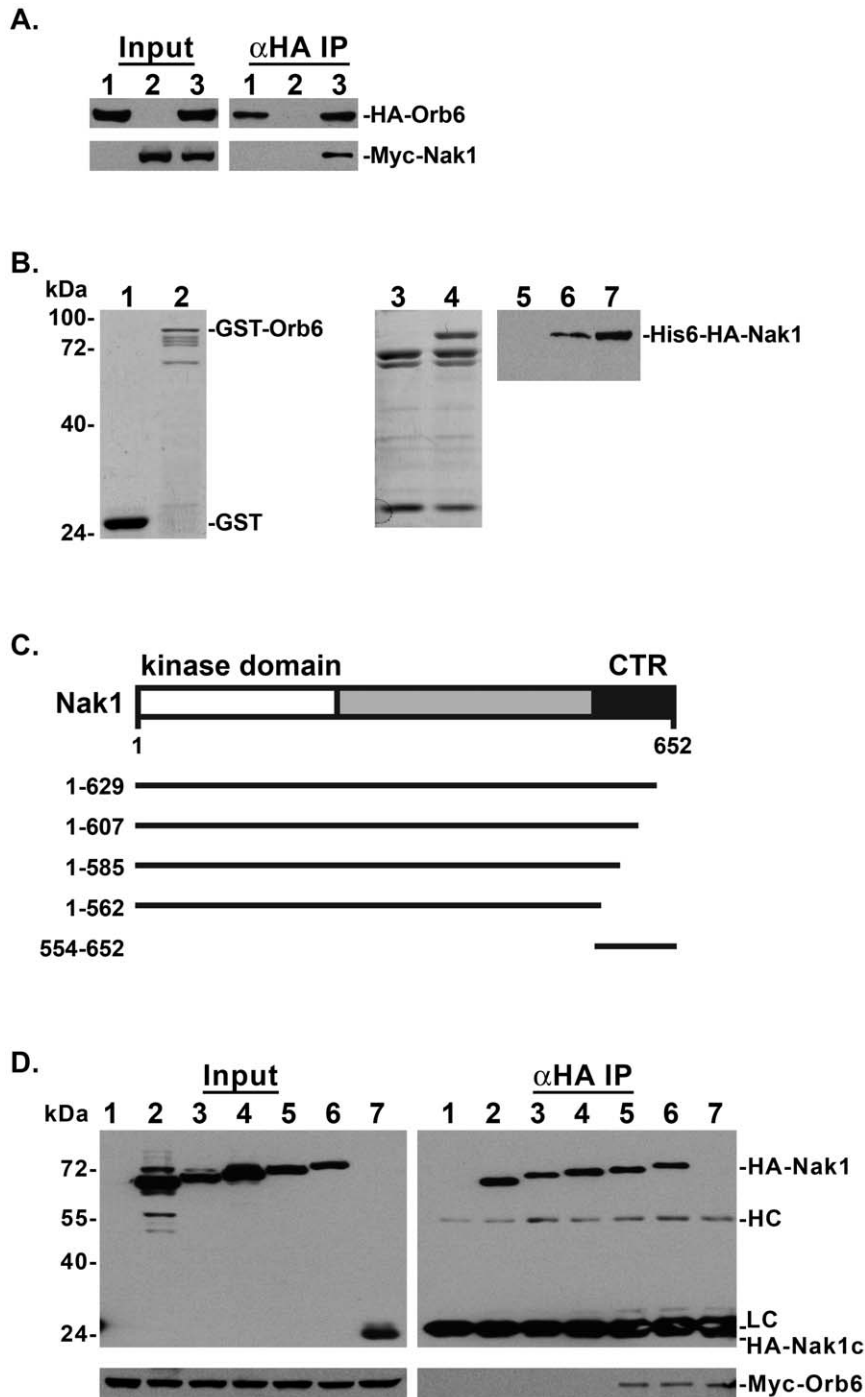 A.
Input αHA IP
1 2 3 1 2 3
-HA-Orb6
-Myc-Nak1
B.
kDa 1 2 3 4 5 6 7
100-
-GST-Orb6 -His6-HA-Nak1
72-
40-
-GST
24-
C.
kinase domain CTR
Nak1
1 652
1-629
1-607
1-585
1-562
554-652
D.
Input αHA IP
kDa 1 2 3 4 5 6 7 1 2 3 4 5 6 7
72- -HA-Nak1
55- -HC
40-
-LC
24- -HA-Nak1c
-Myc-Orb6